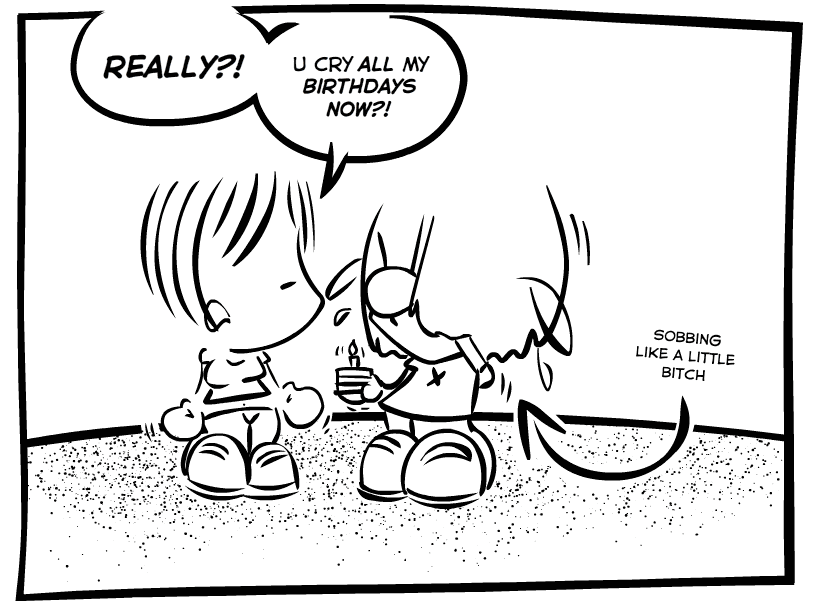 REALLY?!
U CRY ALL MY
BIRTHDAYS
NOW?!
SOBBING
LIKE A LITTLE
BITCH